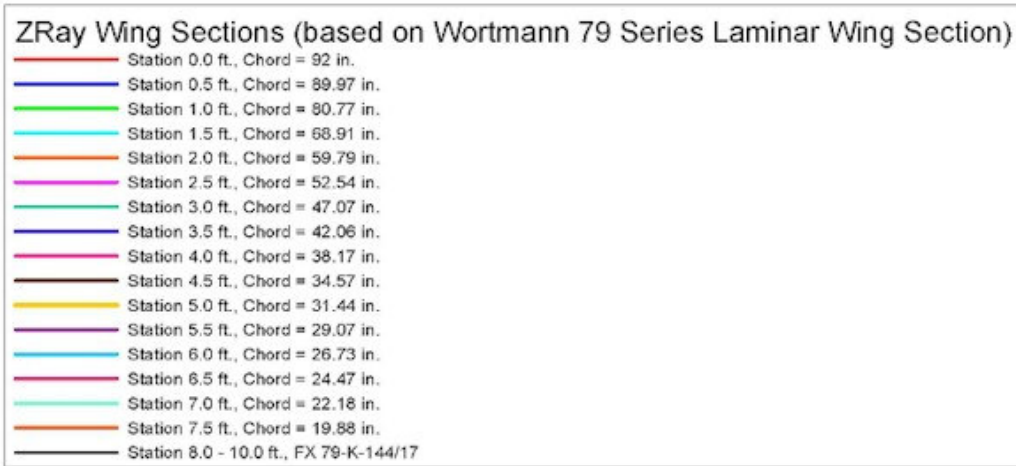 ZRay Wing Sections (based on Wortmann 79 Series Laminar Wing Section)
Station 0.0 ft., Chord = 92 in.
Station 0.5 ft., Chord = 89.97 in.
Station 1.0 ft., Chord = 80.77 in.
Station 1.5 ft., Chord = 68.91 in.
Station 2.0 ft., Chord = 59.79 in.
Station 2.5 ft., Chord = 52.54 in.
Station 3.0 ft., Chord = 47.07 in.
Station 3.5 ft., Chord = 42.06 in.
Station 4.0 ft., Chord = 38.17 in.
Station 4.5 ft., Chord = 34.57 in.
Station 5.0 ft., Chord = 31.44 in.
Station 5.5 ft., Chord = 29.07 in.
Station 6.0 ft., Chord = 26.73 in.
Station 6.5 ft., Chord = 24.47 in.
Station 7.0 ft., Chord = 22.18 in.
Station 7.5 ft., Chord = 19.88 in.
Station 8.0 - 10.0 ft., FX 79-K-144/17